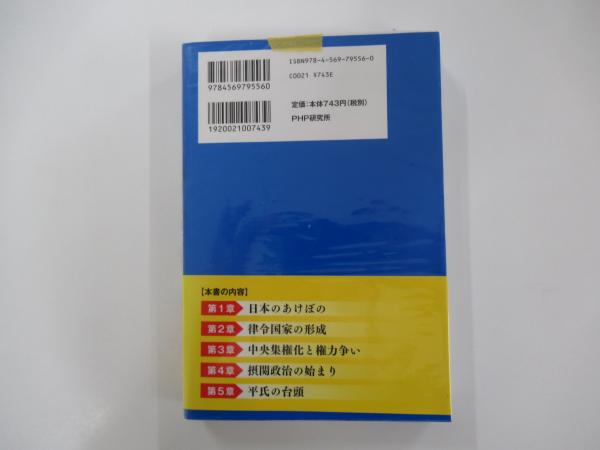 ISBN978-4-569-79556-0
C0021 ¥743E
9784569795560
定価:本体743円(税別)
PHP研究所
1920021007439
【本書の内容】
第1章 日本のあけぼの
第2章 律令国家の形成
第3章 中央集権化と権力争い
第4章 摂関政治の始まり
第5章 平氏の台頭